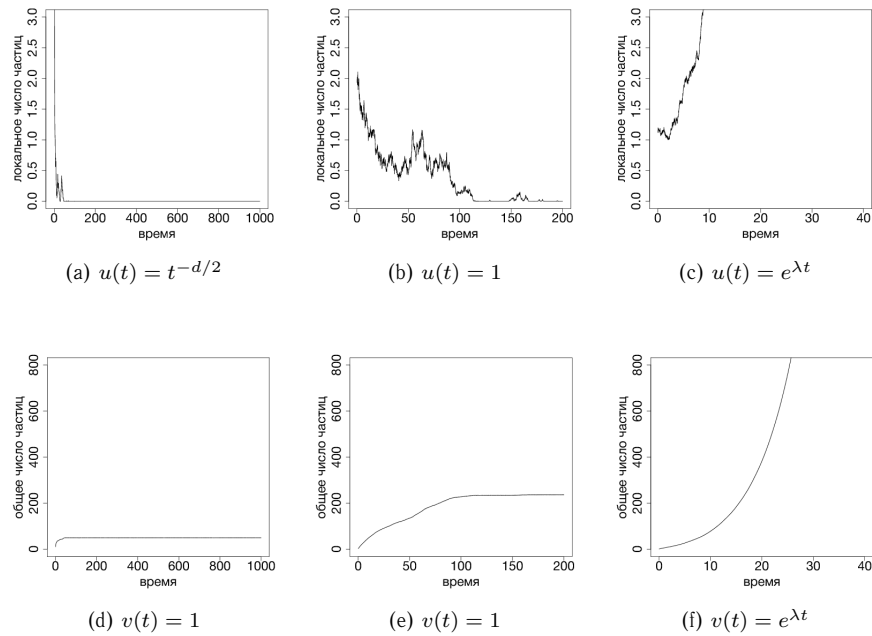 локальное число частиц
0.0 0.5 1.0 1.5 2.0 2.5 3.0
0 200 400 600 800 1000
время
(a) u(t) = t^{-d/2}
локальное число частиц
0.0 0.5 1.0 1.5 2.0 2.5 3.0
0 50 100 150 200
время
(b) u(t) = 1
локальное число частиц
0.0 0.5 1.0 1.5 2.0 2.5 3.0
0 10 20 30 40
время
(c) u(t) = e^{λt}
общее число частиц
0 200 400 600 800
0 200 400 600 800 1000
время
(d) v(t) = 1
общее число частиц
0 200 400 600 800
0 50 100 150 200
время
(e) v(t) = 1
общее число частиц
0 200 400 600 800
0 10 20 30 40
время
(f) v(t) = e^{λt}